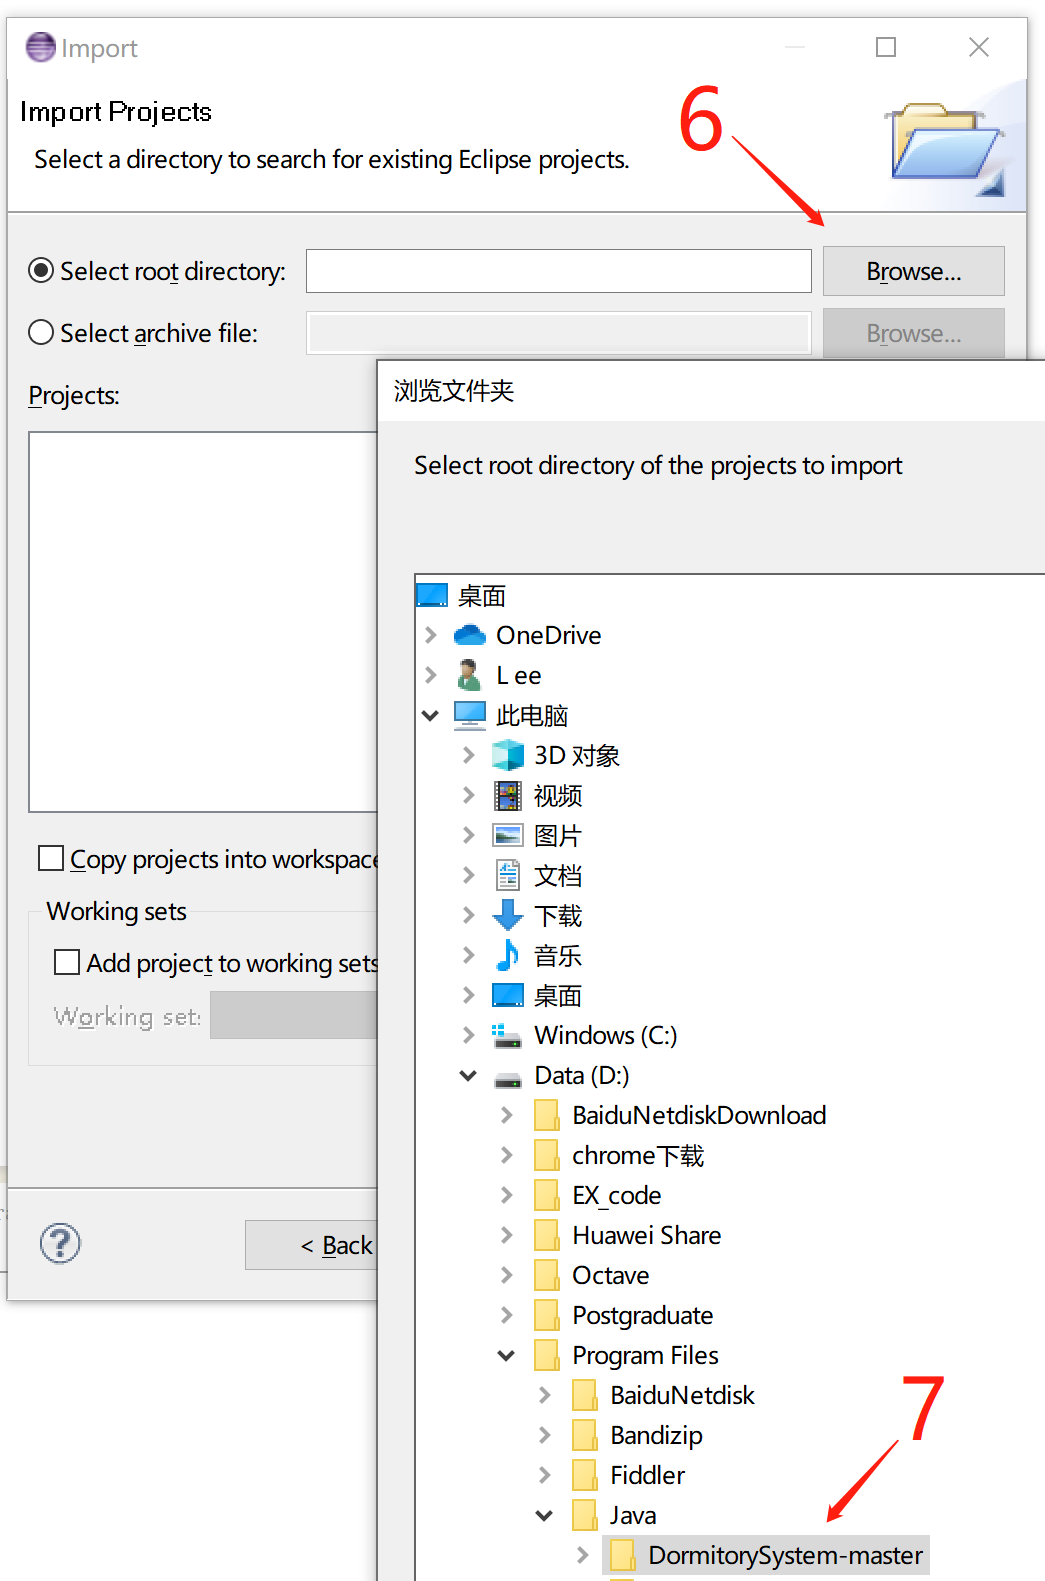 Import
Import Projects
Select a directory to search for existing Eclipse projects.
6
Select root directory:
Browse...
Select archive file:
Browse...
Projects:
浏览文件夹
Select root directory of the projects to import
桌面
OneDrive
L ee
此电脑
3D 对象
视频
图片
文档
下载
音乐
桌面
Windows (C:)
Data (D:)
BaiduNetdiskDownload
chrome下载
EX_code
Huawei Share
Octave
Postgraduate
Program Files
BaiduNetdisk
Bandizip
Fiddler
Java
7
DormitorySystem-master
Copy projects into workspace
Working sets
Add project to working sets
Working set:
?
< Back